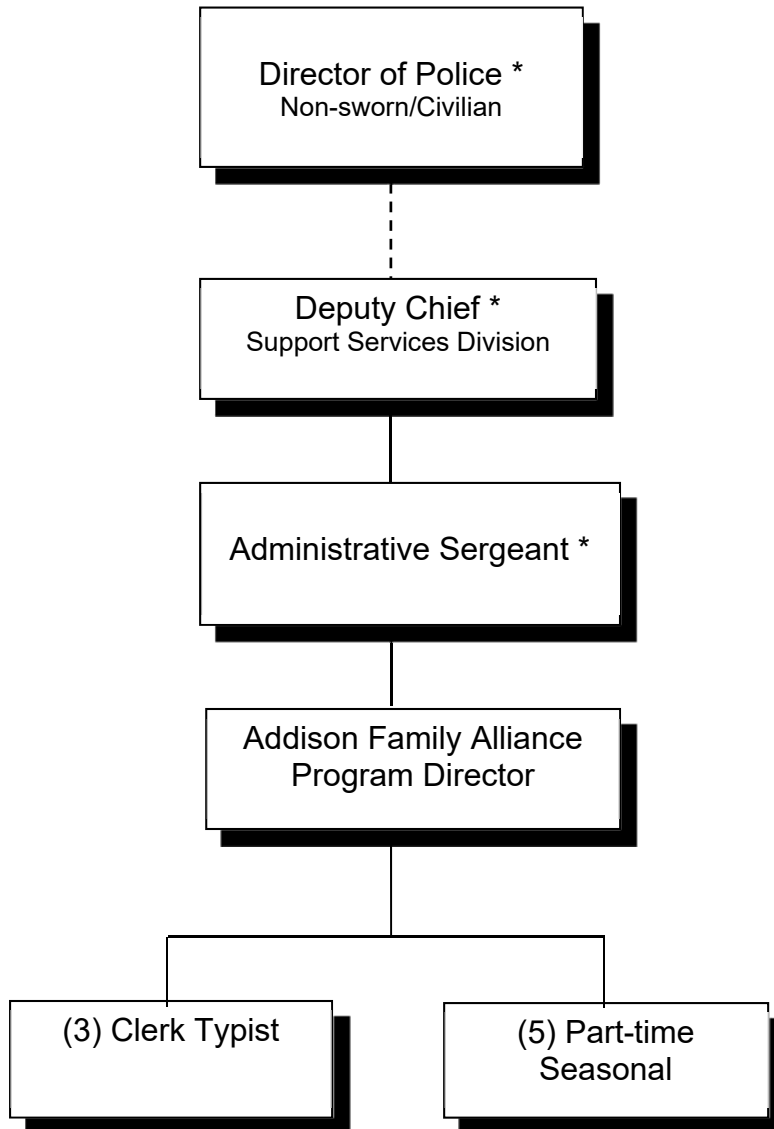 Director of Police *
Non-sworn/Civilian
Deputy Chief *
Support Services Division
Administrative Sergeant *
Addison Family Alliance
Program Director
(3) Clerk Typist
(5) Part-time
Seasonal